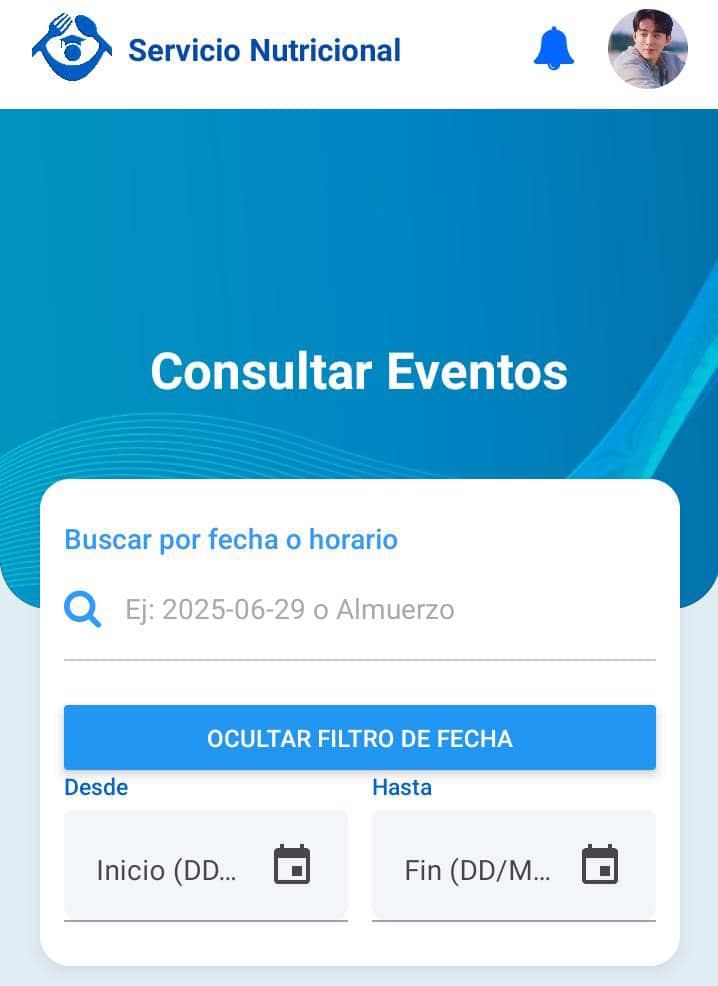 Servicio Nutricional
Consultar Eventos
Buscar por fecha o horario
Ej: 2025-06-29 o Almuerzo
OCULTAR FILTRO DE FECHA
Desde
Hasta
Inicio (DD...
Fin (DD/M...